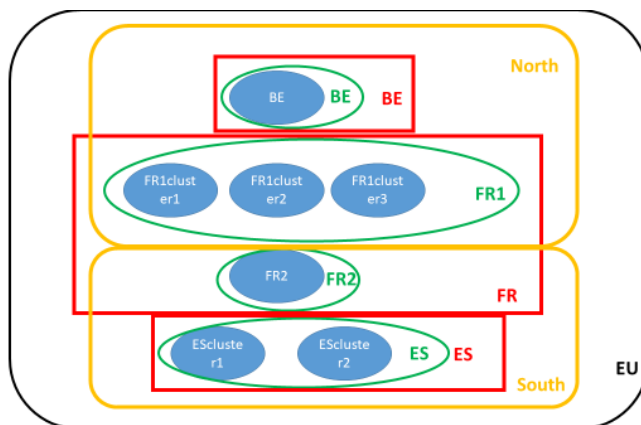 North
BE BE BE
FR1clust FR1clust FR1clust
er1 er2 er3
FR1
FR2 FR2
FR
EScluste EScluste
r1 r2
ES ES
EU
South